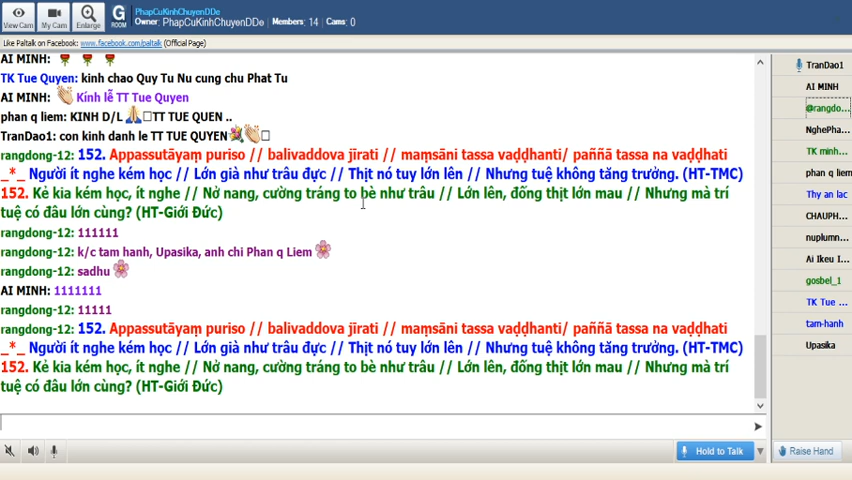 PhapCuKinhChuyenDDe
Owner: PhapCuKinhChuyenDDe Members: 14 Cams: 0
View Cam My Cam Enlarge G ROOM
Like Paltalk on Facebook: www.facebook.com/paltalk (Official Page)
AI MINH:
TK Tue Quyen: kinh chao Quy Tu Nu cung chu Phat Tu
AI MINH: Kính lễ TT Tue Quyen
phan q liem: KINH D/L TT TUE QUEN ..
TranDao1: con kinh danh le TT TUE QUYEN
rangdong-12: 152. Appassutāyaṃ puriso // balivaddova jīrati // maṃsāni tassa vaḍḍhanti/ paññā tassa na vaḍḍhati
_*_ Người ít nghe kém học // Lớn già như trâu đực // Thịt nó tuy lớn lên // Nhưng tuệ không tăng trưởng. (HT-TMC)
152. Kẻ kia kém học, ít nghe // Nở nang, cường tráng to bè như trâu // Lớn lên, đống thịt lớn mau // Nhưng mà trí
tuệ có đâu lớn cùng? (HT-Giới Đức)
rangdong-12: 111111
rangdong-12: k/c tam hanh, Upasika, anh chi Phan q Liem
rangdong-12: sadhu
AI MINH: 1111111
rangdong-12: 11111
rangdong-12: 152. Appassutāyaṃ puriso // balivaddova jīrati // maṃsāni tassa vaḍḍhanti/ paññā tassa na vaḍḍhati
_*_ Người ít nghe kém học // Lớn già như trâu đực // Thịt nó tuy lớn lên // Nhưng tuệ không tăng trưởng. (HT-TMC)
152. Kẻ kia kém học, ít nghe // Nở nang, cường tráng to bè như trâu // Lớn lên, đống thịt lớn mau // Nhưng mà trí
tuệ có đâu lớn cùng? (HT-Giới Đức)
Hold to Talk
TranDao1
AI MINH
@rangdo...
NghePha...
TK minh...
phan q liem
Thy an lac
CHAUPH...
nuplumn...
Ai Ikeu I...
gosbel_1
TK Tue ...
tam-hanh
Upasika
Raise Hand